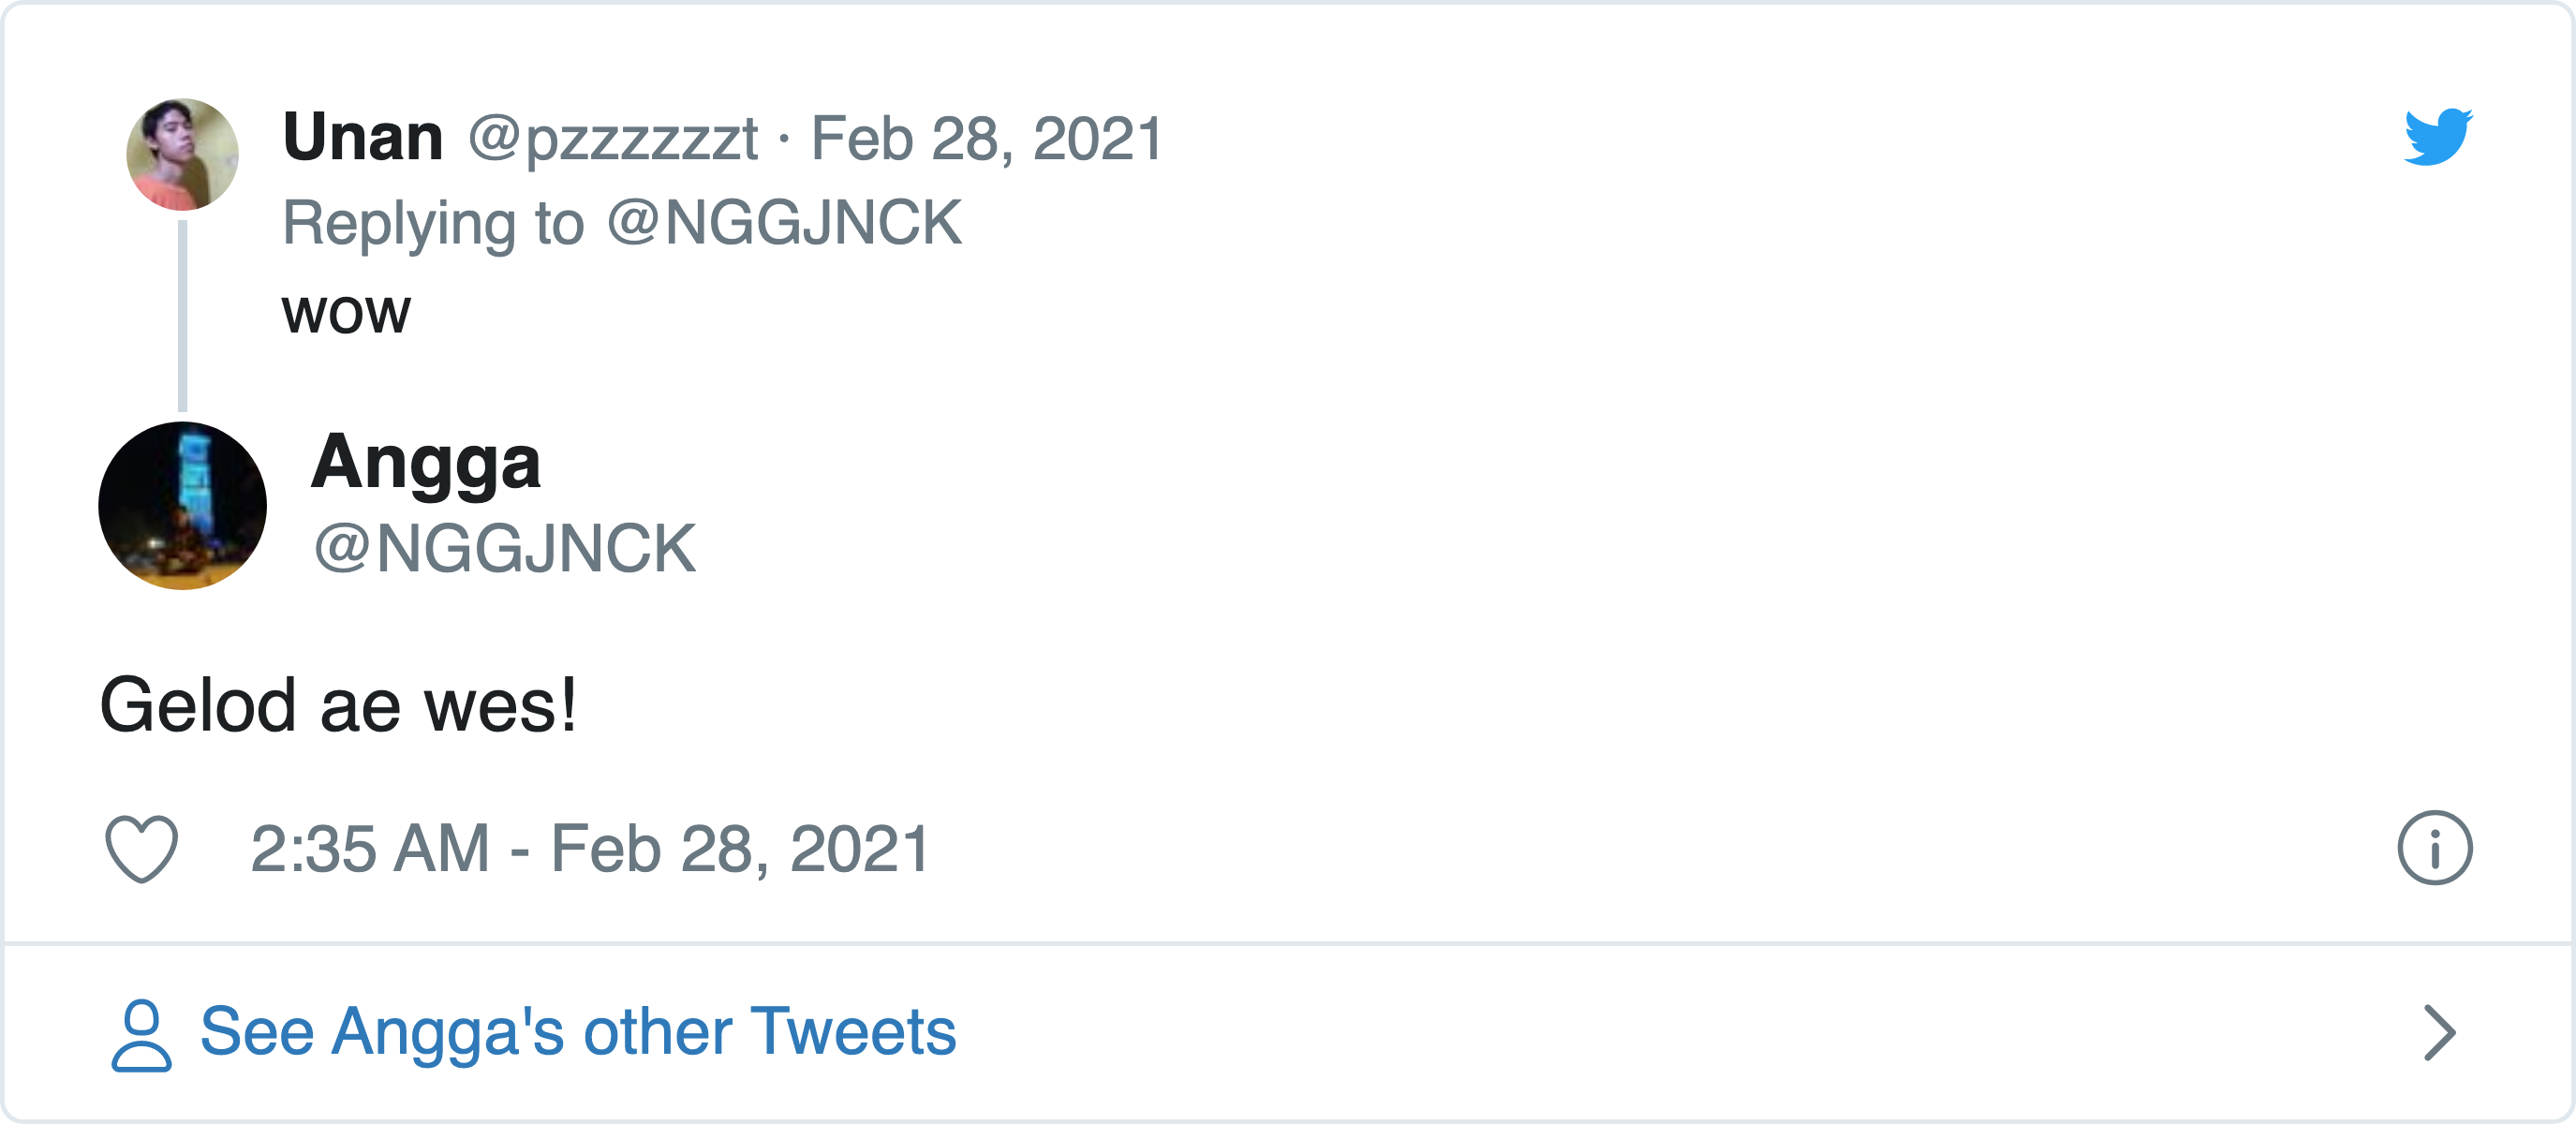 Unan @pzzzzzzt · Feb 28, 2021
Replying to @NGGJNCK
wow
Angga
@NGGJNCK
Gelod ae wes!
2:35 AM - Feb 28, 2021
See Angga's other Tweets